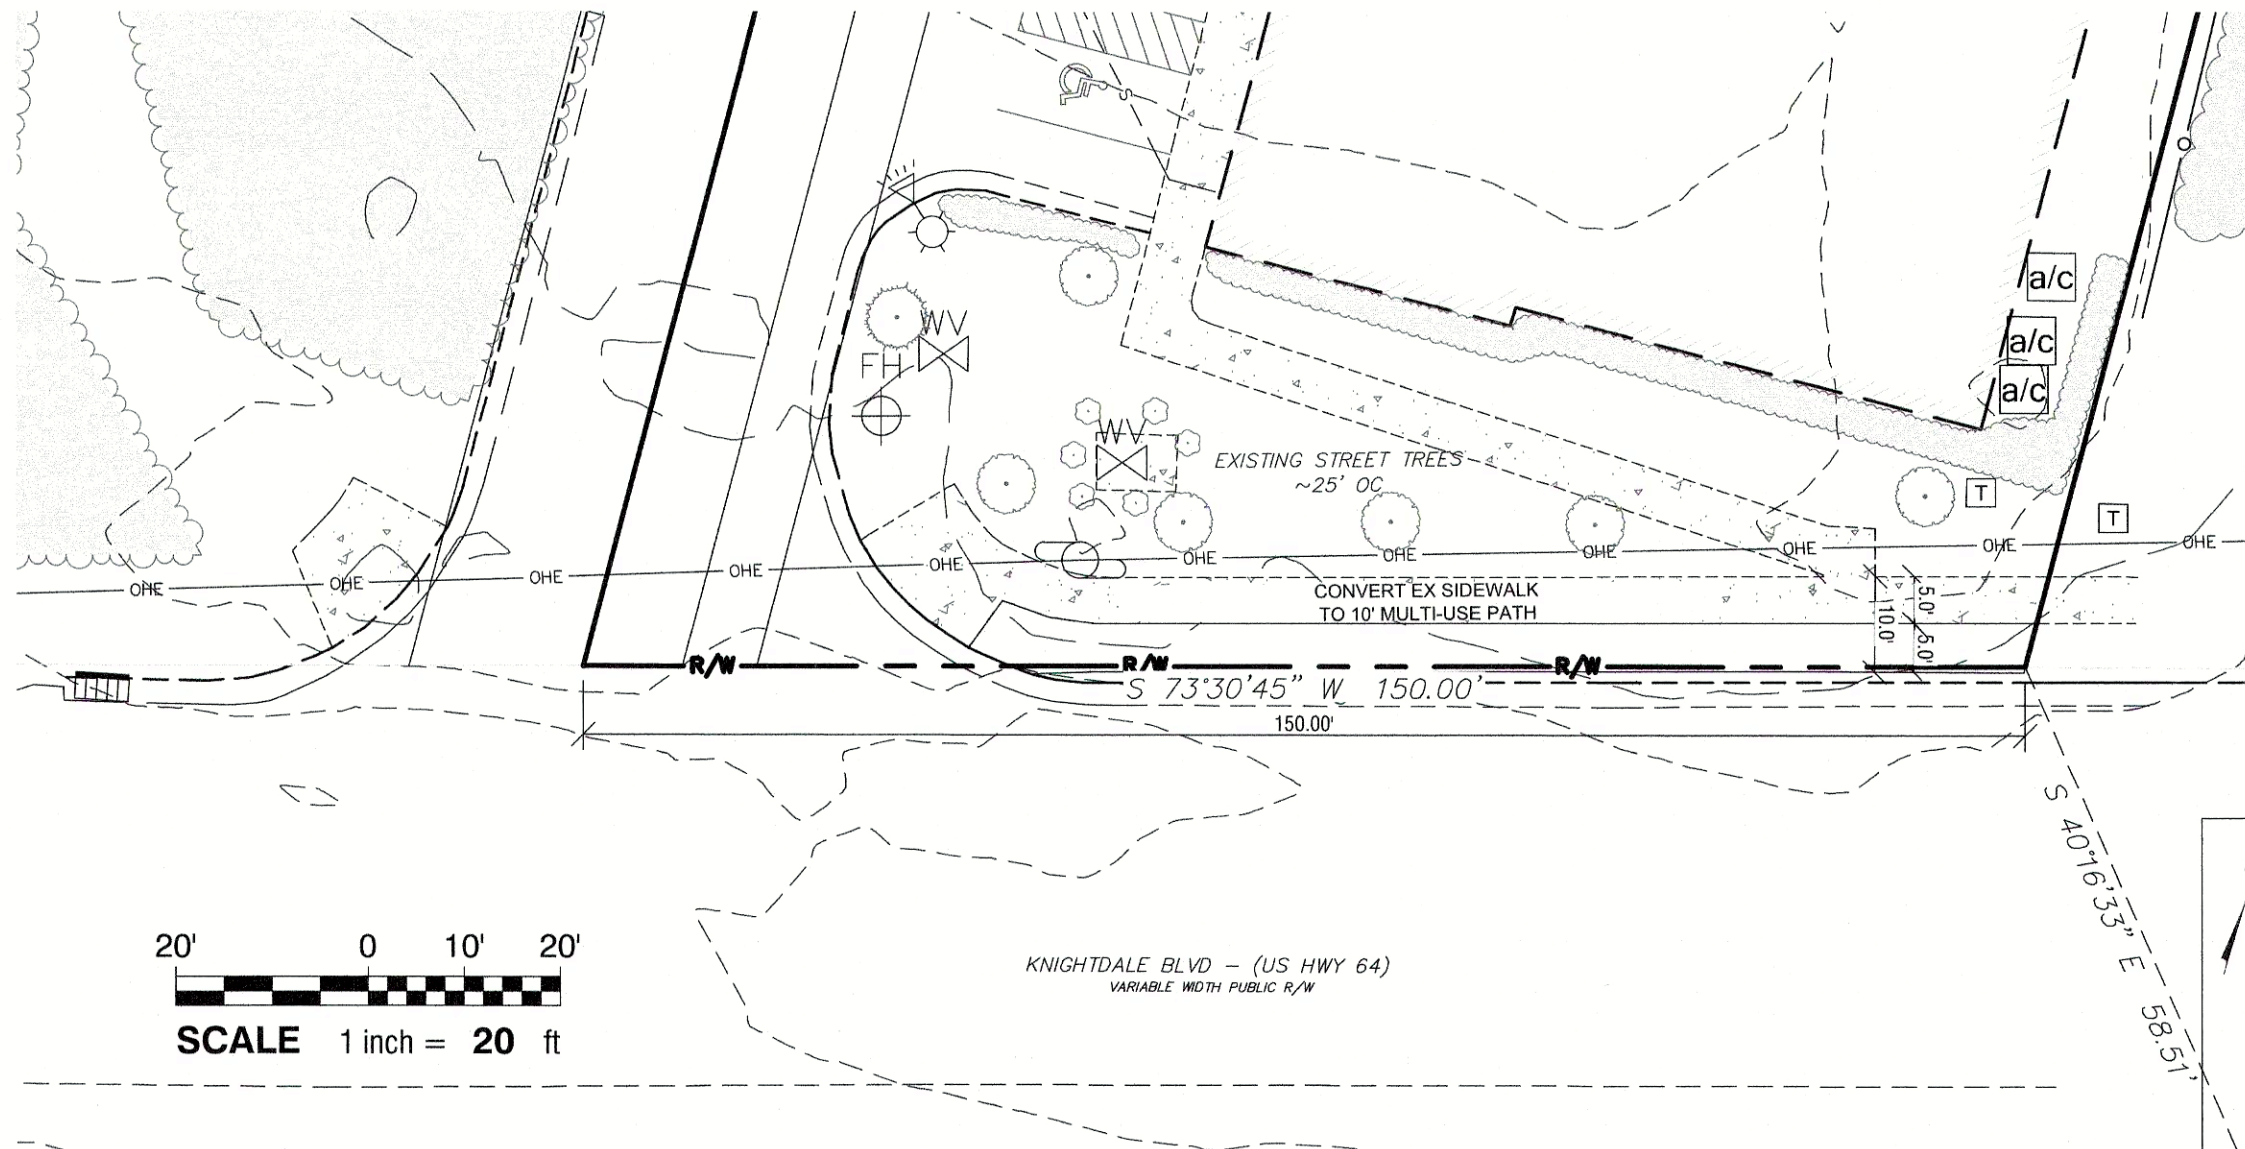 S
a/c
a/c
a/c
WV
FH
WV
EXISTING STREET TREES
~25' OC
T
T
OHE
OHE
OHE
OHE
OHE
OHE
OHE
OHE
OHE
OHE
OHE
CONVERT EX SIDEWALK
TO 10' MULTI-USE PATH
5.0'
10.0'
5.0'
R/W
R/W
R/W
S 73°30'45" W 150.00'
150.00'
S 40°16'33" E 58.51'
20' 0 10' 20'
SCALE 1 inch = 20 ft
KNIGHTDALE BLVD - (US HWY 64)
VARIABLE WIDTH PUBLIC R/W